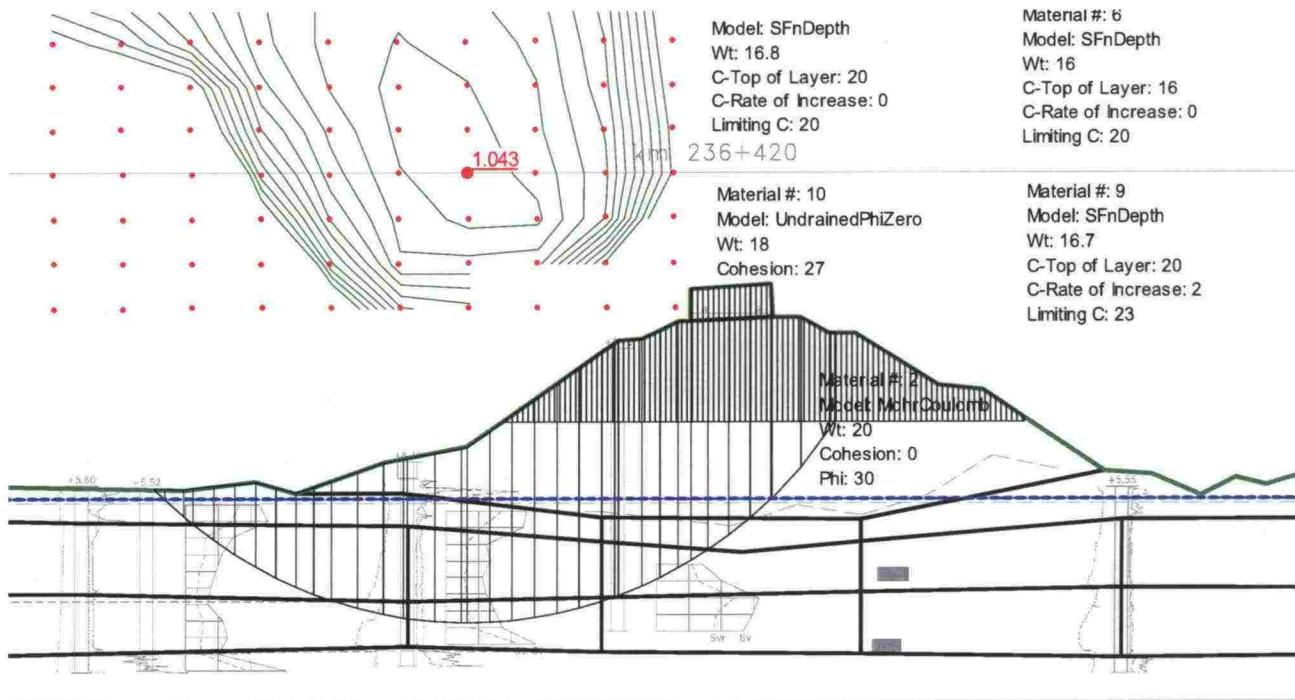 Model: SFnDepth
Wt: 16.8
C-Top of Layer: 20
C-Rate of Increase: 0
Limiting C: 20
Material #: 6
Model: SFnDepth
Wt: 16
C-Top of Layer: 16
C-Rate of Increase: 0
Limiting C: 20
1.043
km 236+420
Material #: 10
Model: UndrainedPhiZero
Wt: 18
Cohesion: 27
Material #: 9
Model: SFnDepth
Wt: 16.7
C-Top of Layer: 20
C-Rate of Increase: 2
Limiting C: 23
Material #: 2
Model: MohrCoulomb
Wt: 20
Cohesion: 0
Phi: 30
+5.60
+5.52
+5.55
Svr
Sv